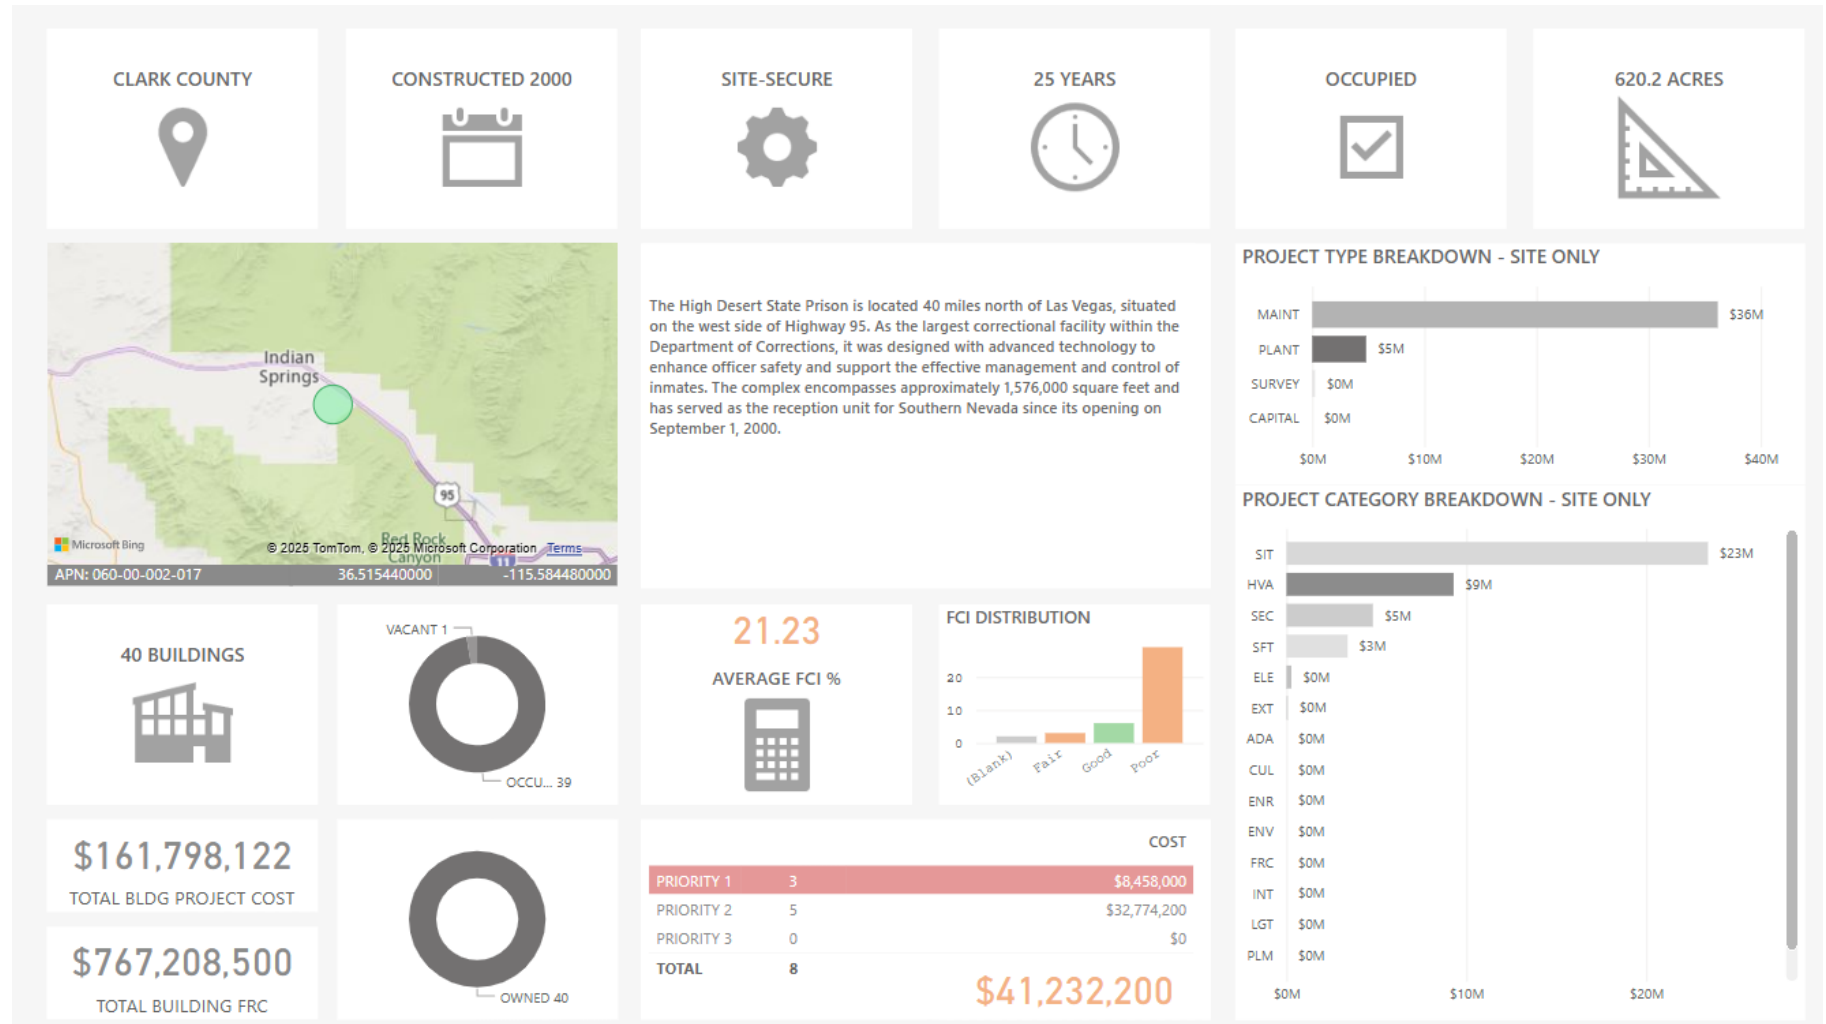 CLARK COUNTY
CONSTRUCTED 2000
SITE-SECURE
25 YEARS
OCCUPIED
620.2 ACRES
Indian
Springs
95
Red Rock
Canyon
11
Microsoft Bing
© 2025 TomTom, © 2025 Microsoft Corporation Terms
APN: 060-00-002-017 36.515440000 -115.584480000
The High Desert State Prison is located 40 miles north of Las Vegas, situated
on the west side of Highway 95. As the largest correctional facility within the
Department of Corrections, it was designed with advanced technology to
enhance officer safety and support the effective management and control of
inmates. The complex encompasses approximately 1,576,000 square feet and
has served as the reception unit for Southern Nevada since its opening on
September 1, 2000.
PROJECT TYPE BREAKDOWN - SITE ONLY
MAINT $36M
PLANT $5M
SURVEY $0M
CAPITAL $0M
$0M $10M $20M $30M $40M
PROJECT CATEGORY BREAKDOWN - SITE ONLY
SIT $23M
HVA $9M
SEC $5M
SFT $3M
ELE $0M
EXT $0M
ADA $0M
CUL $0M
ENR $0M
ENV $0M
FRC $0M
INT $0M
LGT $0M
PLM $0M
$0M $10M $20M
40 BUILDINGS
VACANT 1
OCCU... 39
21.23
AVERAGE FCI %
FCI DISTRIBUTION
20
10
0
(Blank) Fair Good Poor
$161,798,122
TOTAL BLDG PROJECT COST
$767,208,500
TOTAL BUILDING FRC
OWNED 40
COST
PRIORITY 1 3 $8,458,000
PRIORITY 2 5 $32,774,200
PRIORITY 3 0 $0
TOTAL 8
$41,232,200